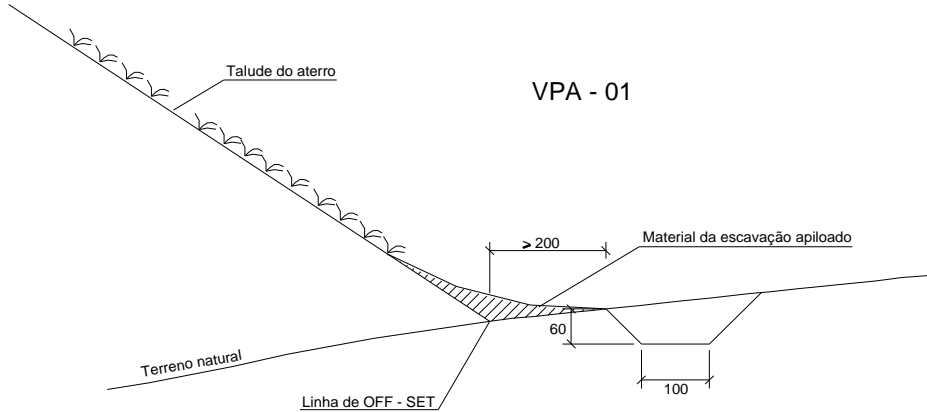 Talude do aterro
VPA - 01
≥ 200
Material da escavação apiloado
60
Terreno natural
100
Linha de OFF - SET